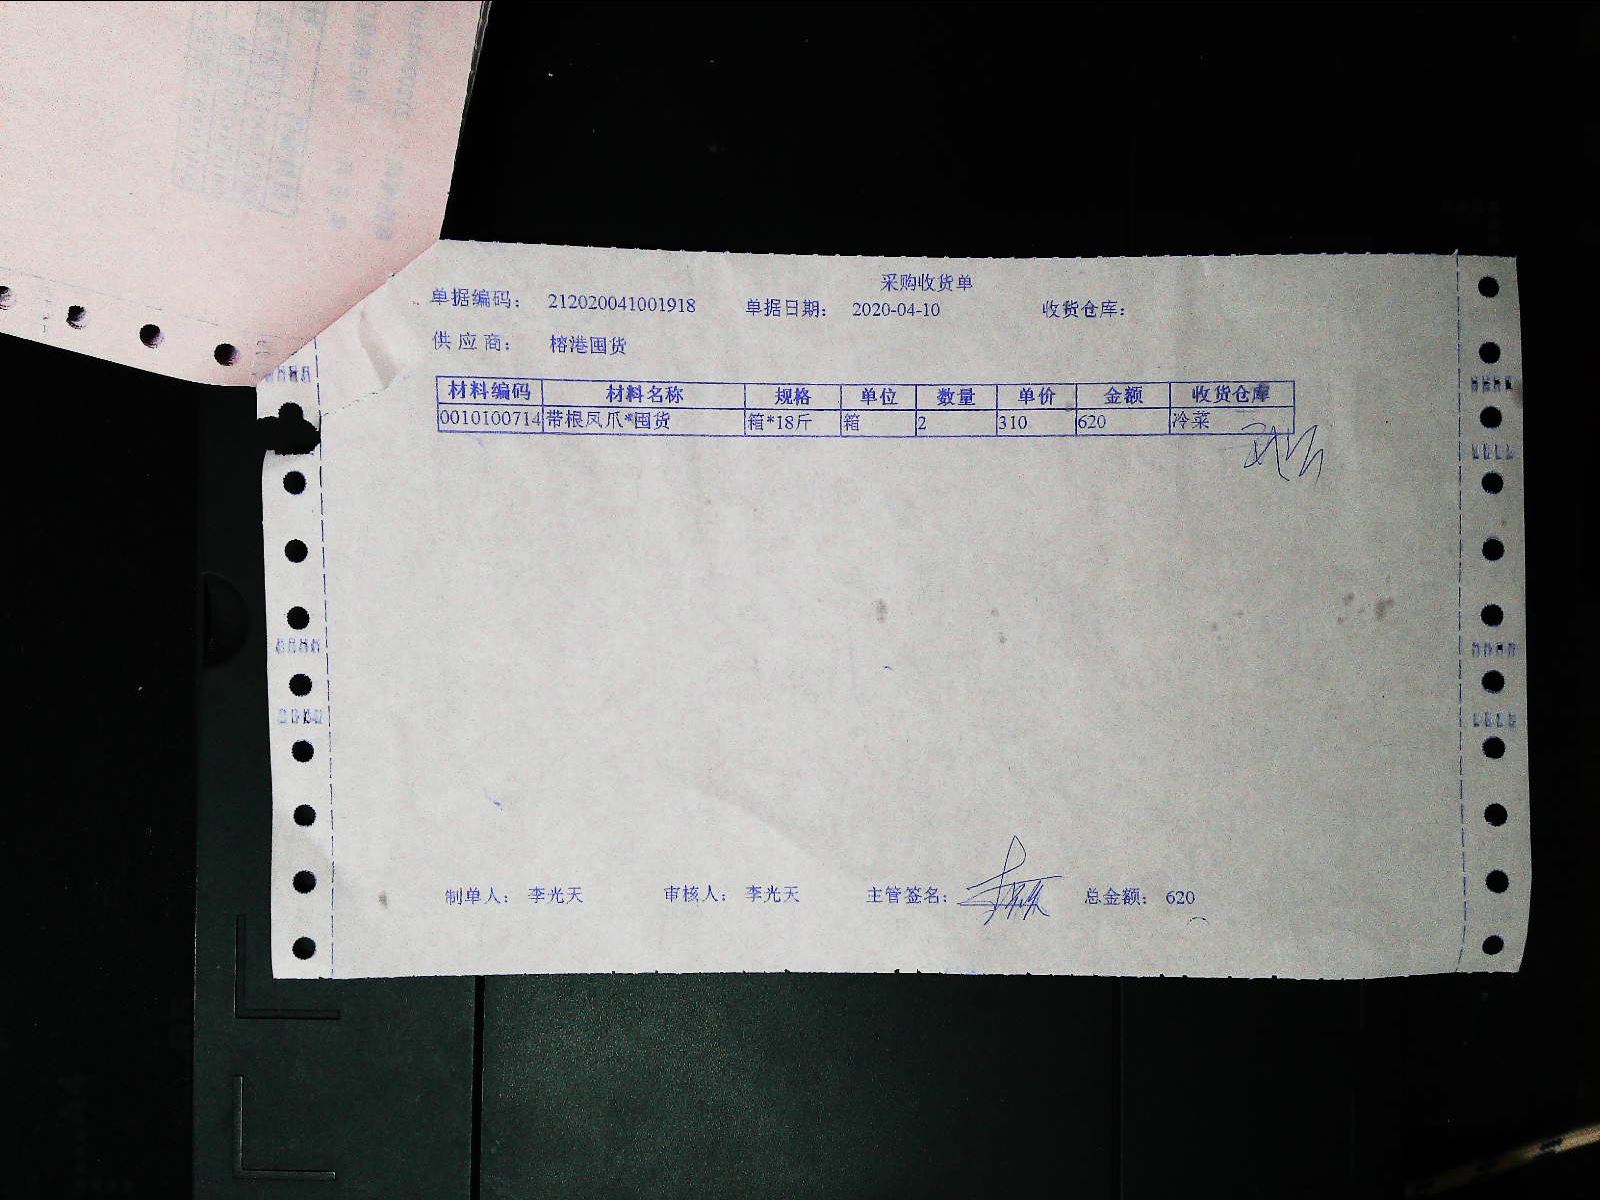 采购收货单
单据编码： 212020041001918 单据日期： 2020-04-10 收货仓库：
供应商： 榕港囤货
材料编码 材料名称 规格 单位 数量 单价 金额 收货仓库
0010100714 带根凤爪*囤货 箱*18斤 箱 2 310 620 冷菜
制单人： 李光天 审核人： 李光天 主管签名： 总金额： 620